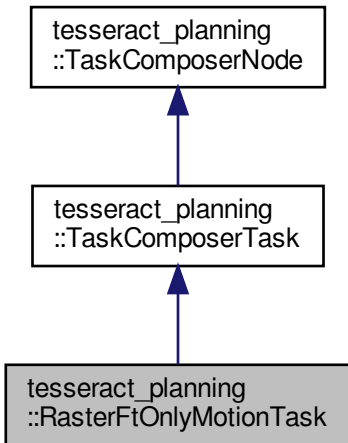 tesseract_planning
::TaskComposerNode
tesseract_planning
::TaskComposerTask
tesseract_planning
::RasterFtOnlyMotionTask